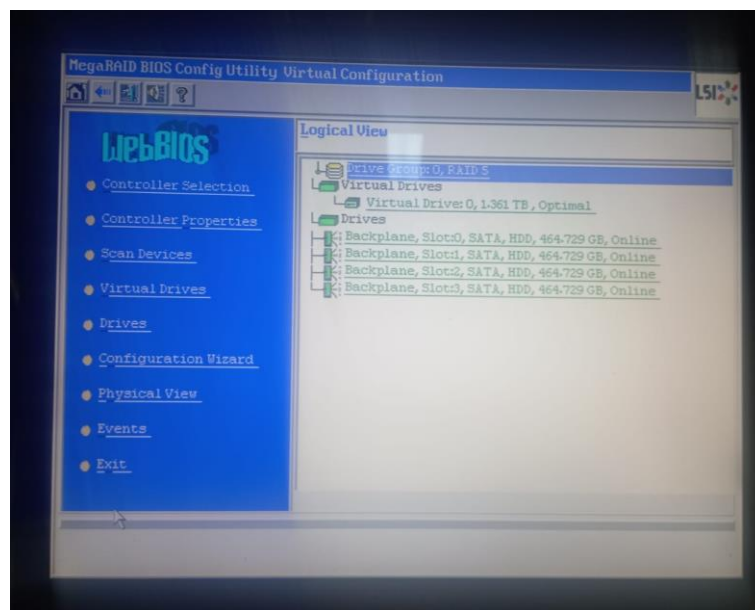 MegaRAID BIOS Config Utility Virtual Configuration
LSI
WebBIOS
Controller Selection
Controller Properties
Scan Devices
Virtual Drives
Drives
Configuration Wizard
Physical View
Events
Exit
Logical View
Drive Group: 0, RAID 5
Virtual Drives
Virtual Drive: 0, 1.361 TB, Optimal
Drives
Backplane, Slot:0, SATA, HDD, 464.729 GB, Online
Backplane, Slot:1, SATA, HDD, 464.729 GB, Online
Backplane, Slot:2, SATA, HDD, 464.729 GB, Online
Backplane, Slot:3, SATA, HDD, 464.729 GB, Online